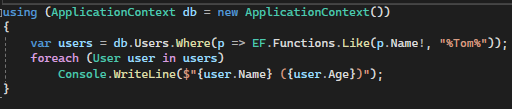 using (ApplicationContext db = new ApplicationContext())
{
    var users = db.Users.Where(p => EF.Functions.Like(p.Name!, "%Tom%"));
    foreach (User user in users)
        Console.WriteLine($"{user.Name} ({user.Age})");
}